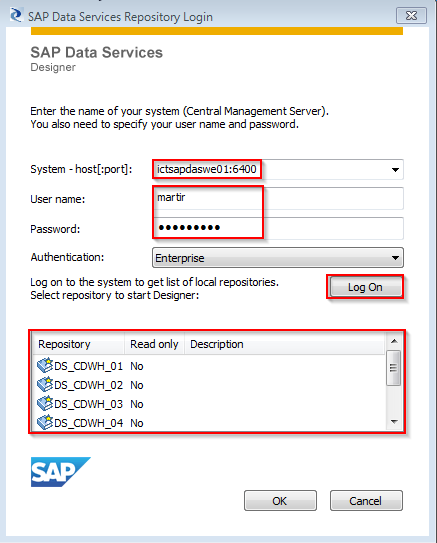 SAP Data Services Repository Login
SAP Data Services
Designer
Enter the name of your system (Central Management Server).
You also need to specify your user name and password.
System - host[:port]: ictsapdaswe01:6400
User name: martir
Password: ●●●●●●●●●
Authentication: Enterprise
Log on to the system to get list of local repositories.
Select repository to start Designer:
Log On
Repository Read only Description
DS_CDWH_01 No
DS_CDWH_02 No
DS_CDWH_03 No
DS_CDWH_04 No
SAP
OK Cancel